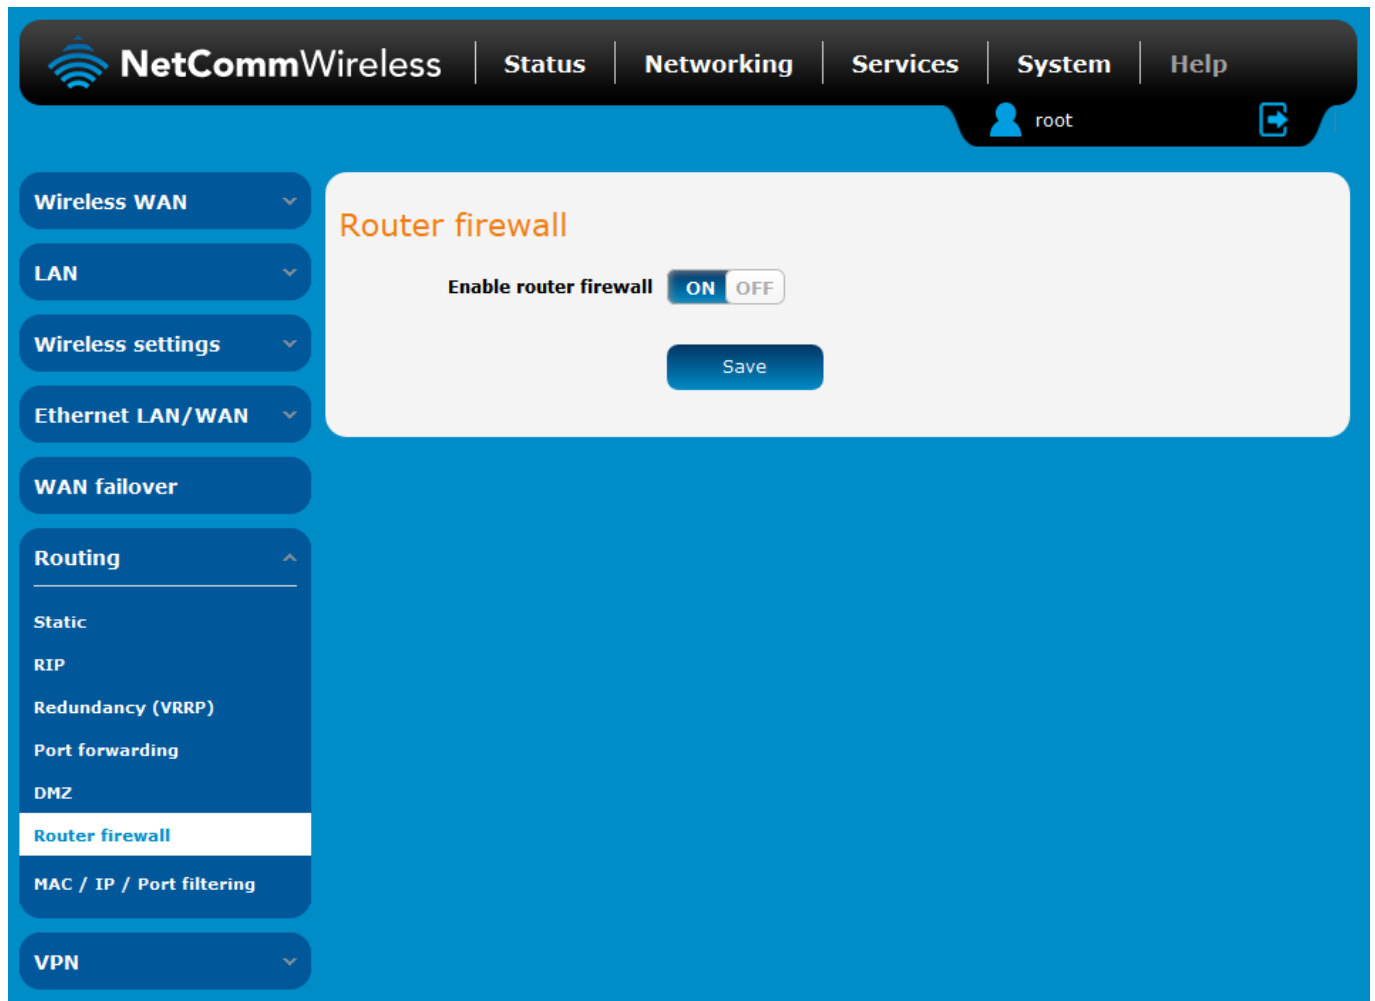 NetCommWireless
Status
Networking
Services
System
Help
root
Wireless WAN
LAN
Wireless settings
Ethernet LAN/WAN
WAN failover
Routing
Static
RIP
Redundancy (VRRP)
Port forwarding
DMZ
Router firewall
MAC / IP / Port filtering
VPN
Router firewall
Enable router firewall ON OFF
Save